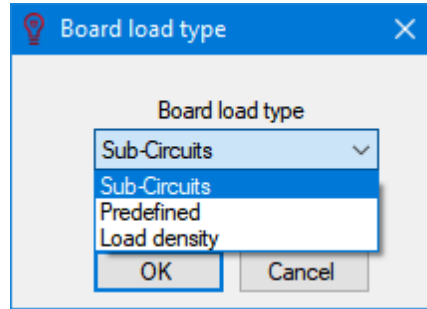 Board load type
Board load type
Sub-Circuits
Sub-Circuits
Predefined
Load density
OK Cancel